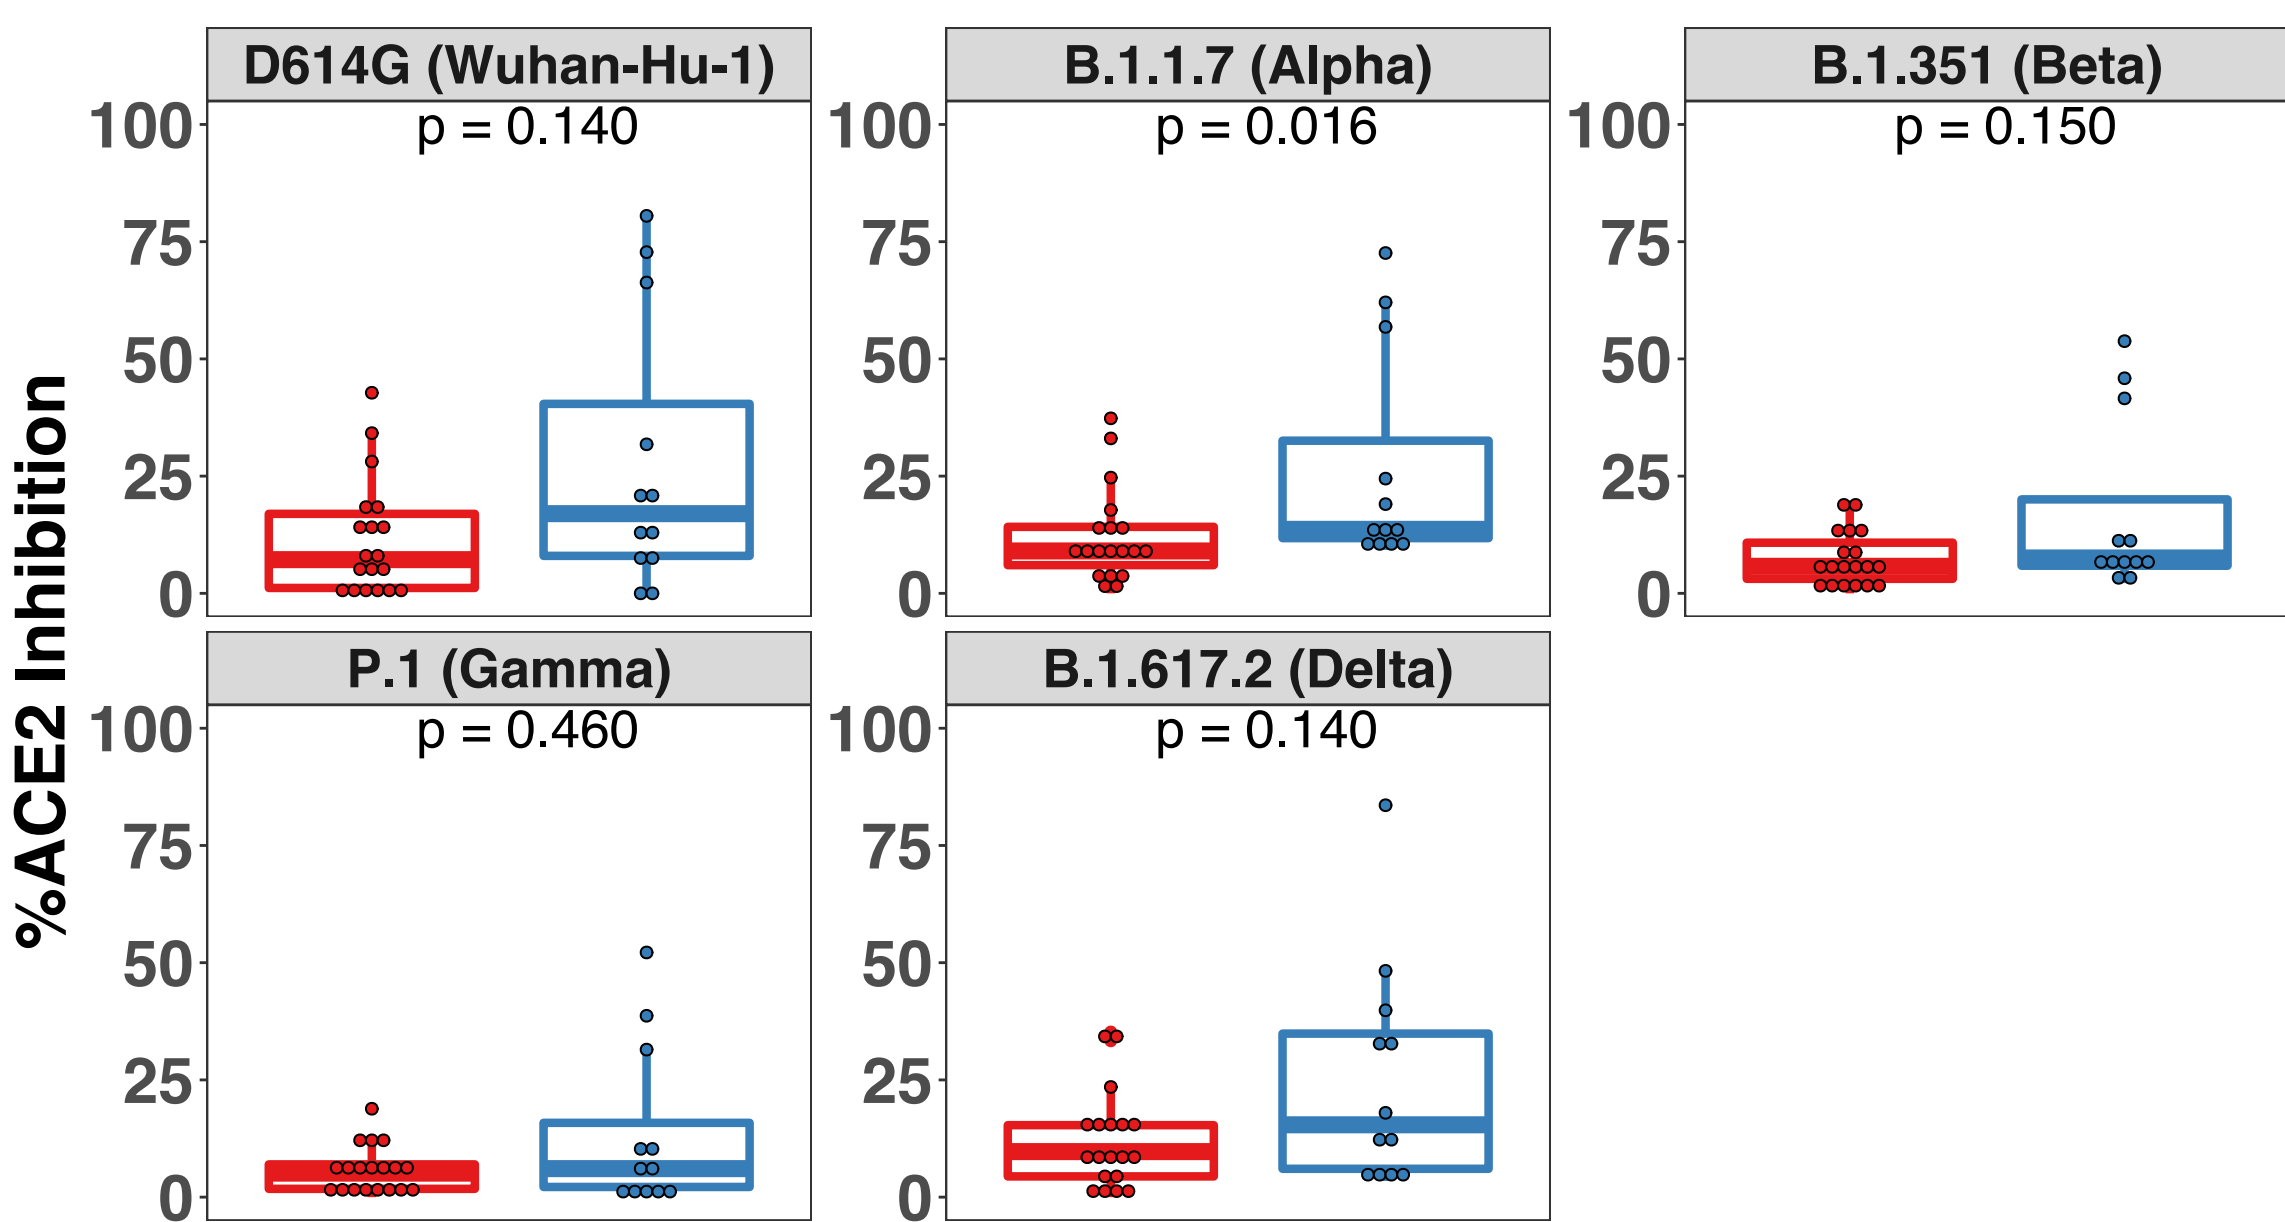 %ACE2 Inhibition
D614G (Wuhan-Hu-1)
p = 0.140
100
75
50
25
0
B.1.1.7 (Alpha)
p = 0.016
100
75
50
25
0
B.1.351 (Beta)
p = 0.150
100
75
50
25
0
P.1 (Gamma)
p = 0.460
100
75
50
25
0
B.1.617.2 (Delta)
p = 0.140
100
75
50
25
0